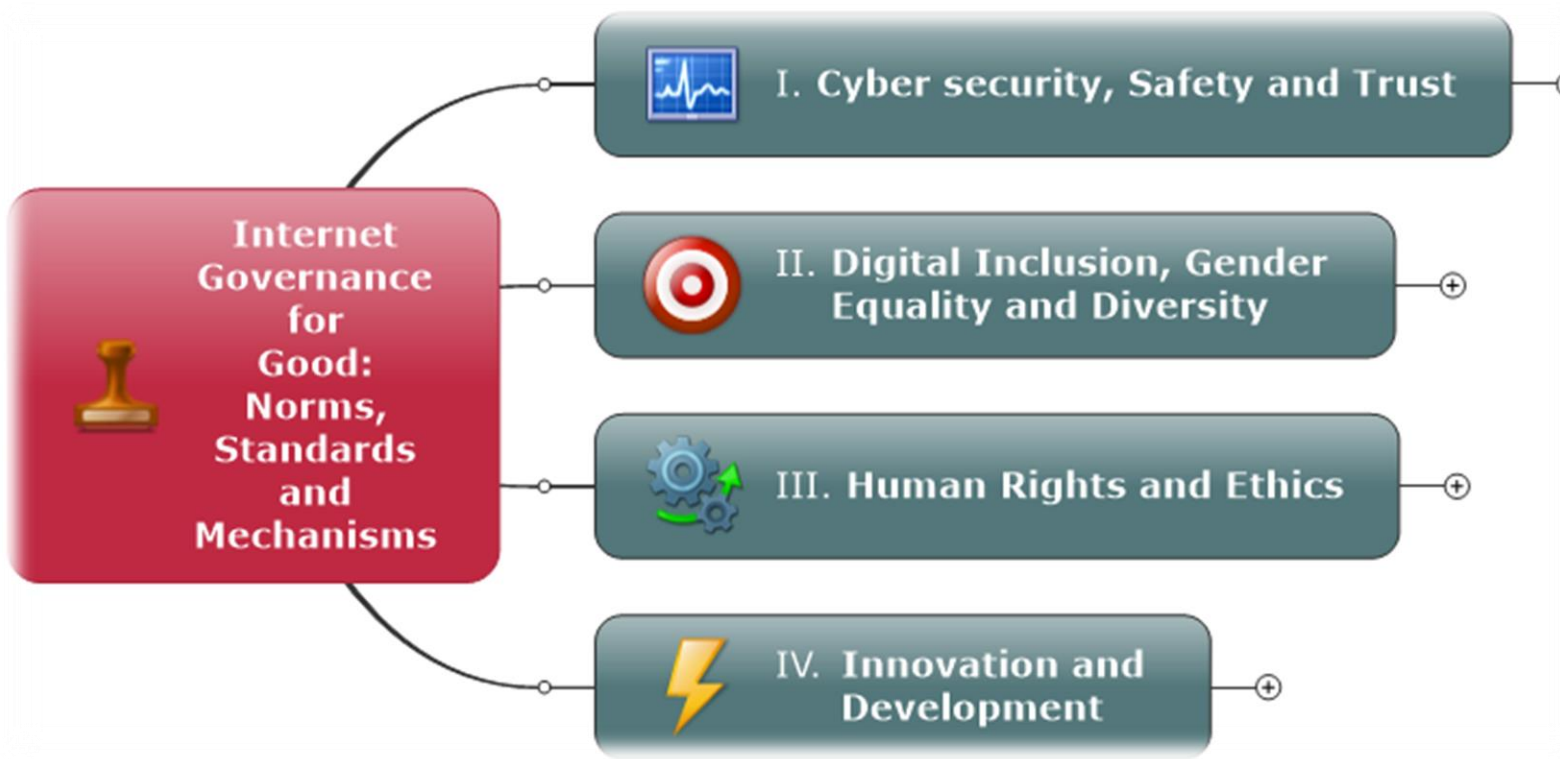 Internet
Governance
for
Good:
Norms,
Standards
and
Mechanisms
I. Cyber security, Safety and Trust
II. Digital Inclusion, Gender
Equality and Diversity
III. Human Rights and Ethics
IV. Innovation and
Development